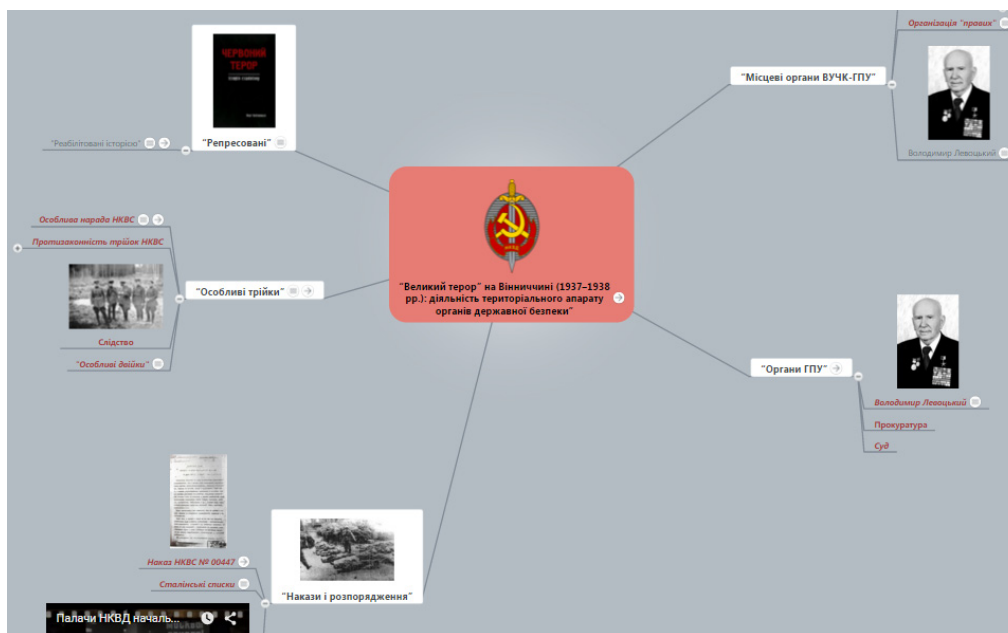 ЧЕРВОНИЙ
ТЕРОР
"Репресовані"
"Реабілітовані історією"
Організація "правих"
"Місцеві органи ВУЧК-ГПУ"
Володимир Левоцький
"Великий терор" на Вінниччині (1937–1938
рр.): діяльність територіального апарату
органів державної безпеки"
Особлива нарада НКВС
Протизаконність трійок НКВС
"Особливі трійки"
Слідство
"Особливі двійки"
"Органи ГПУ"
Володимир Левоцький
Прокуратура
Суд
Наказ НКВС № 00447
Сталінські списки
"Накази і розпорядження"
Палачи НКВД началь...